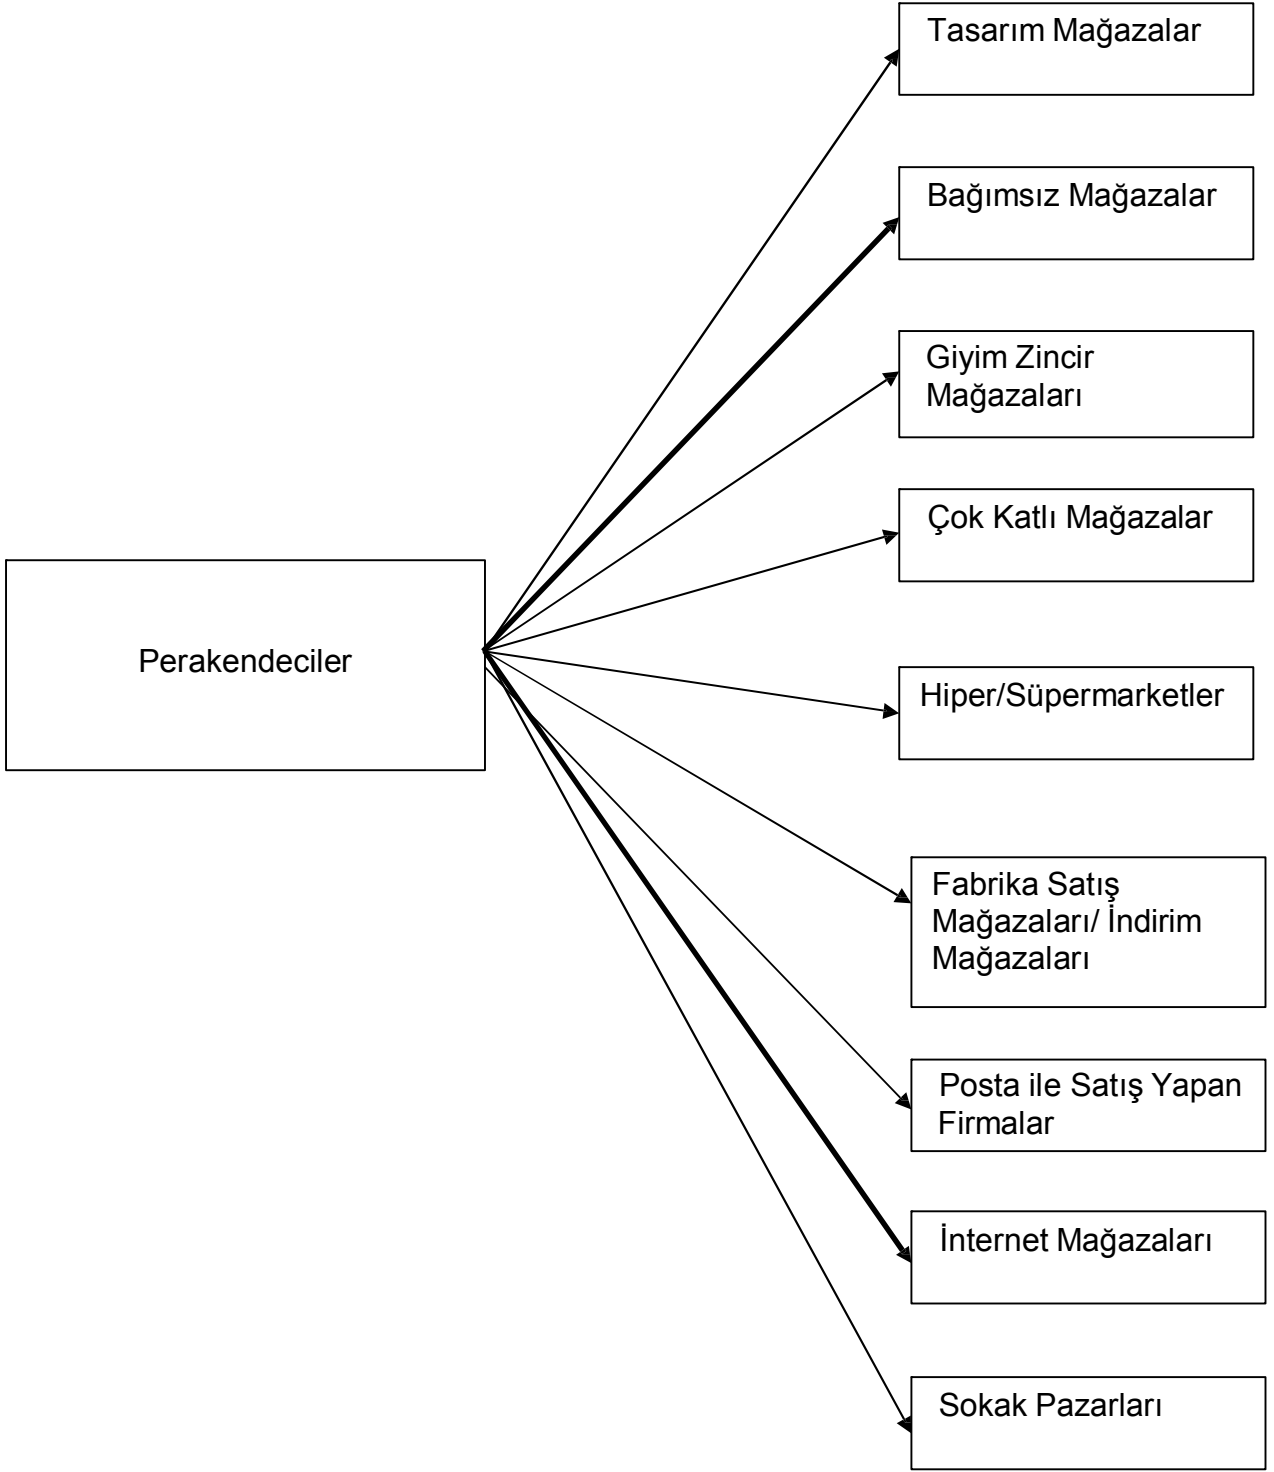 Tasarım Mağazalar
Bağımsız Mağazalar
Giyim Zincir
Mağazaları
Çok Katlı Mağazalar
Perakendeciler
Hiper/Süpermarketler
Fabrika Satış
Mağazaları/ İndirim
Mağazaları
Posta ile Satış Yapan
Firmalar
İnternet Mağazaları
Sokak Pazarları